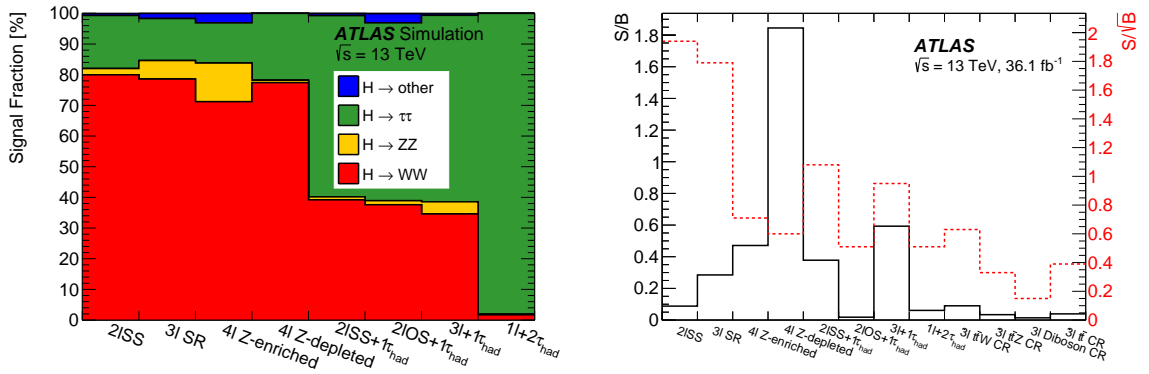 Signal Fraction [%]
100
90
80
70
60
50
40
30
20
10
0
ATLAS Simulation
√s = 13 TeV
H → other
H → ττ
H → ZZ
H → WW
2lSS
3l SR
4l Z-enriched
4l Z-depleted
2lSS+1τhad
2lOS+1τhad
3l+1τhad
1l+2τhad
S/B
1.8
1.6
1.4
1.2
1
0.8
0.6
0.4
0.2
0
ATLAS
√s = 13 TeV, 36.1 fb⁻¹
S/√B
2
1.8
1.6
1.4
1.2
1
0.8
0.6
0.4
0.2
0
2lSS
3l SR
4l Z-enriched
4l Z-depleted
2lSS+1τhad
2lOS+1τhad
3l+1τhad
1l+2τhad
3l tt̄W CR
3l tt̄Z CR
3l Diboson CR
3l tt̄ CR